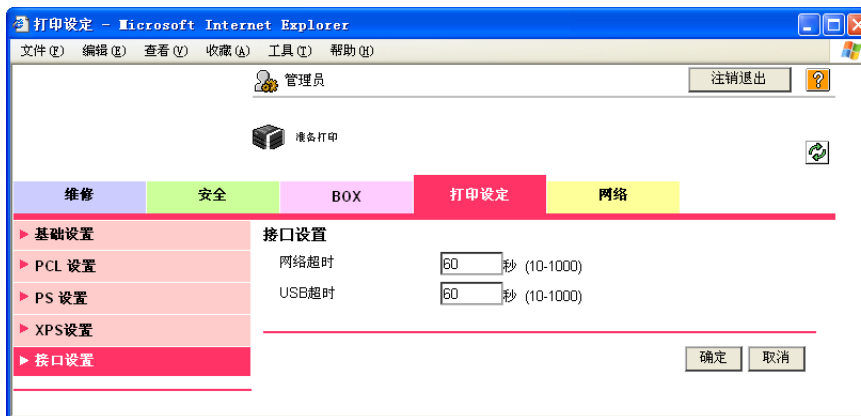 打印设定 - Microsoft Internet Explorer
文件(F) 编辑(E) 查看(V) 收藏(A) 工具(T) 帮助(H)
管理员
注销退出
?
准备打印
维修 安全 BOX 打印设定 网络
基础设置
PCL 设置
PS 设置
XPS设置
接口设置
接口设置
网络超时 60 秒 (10-1000)
USB超时 60 秒 (10-1000)
确定 取消